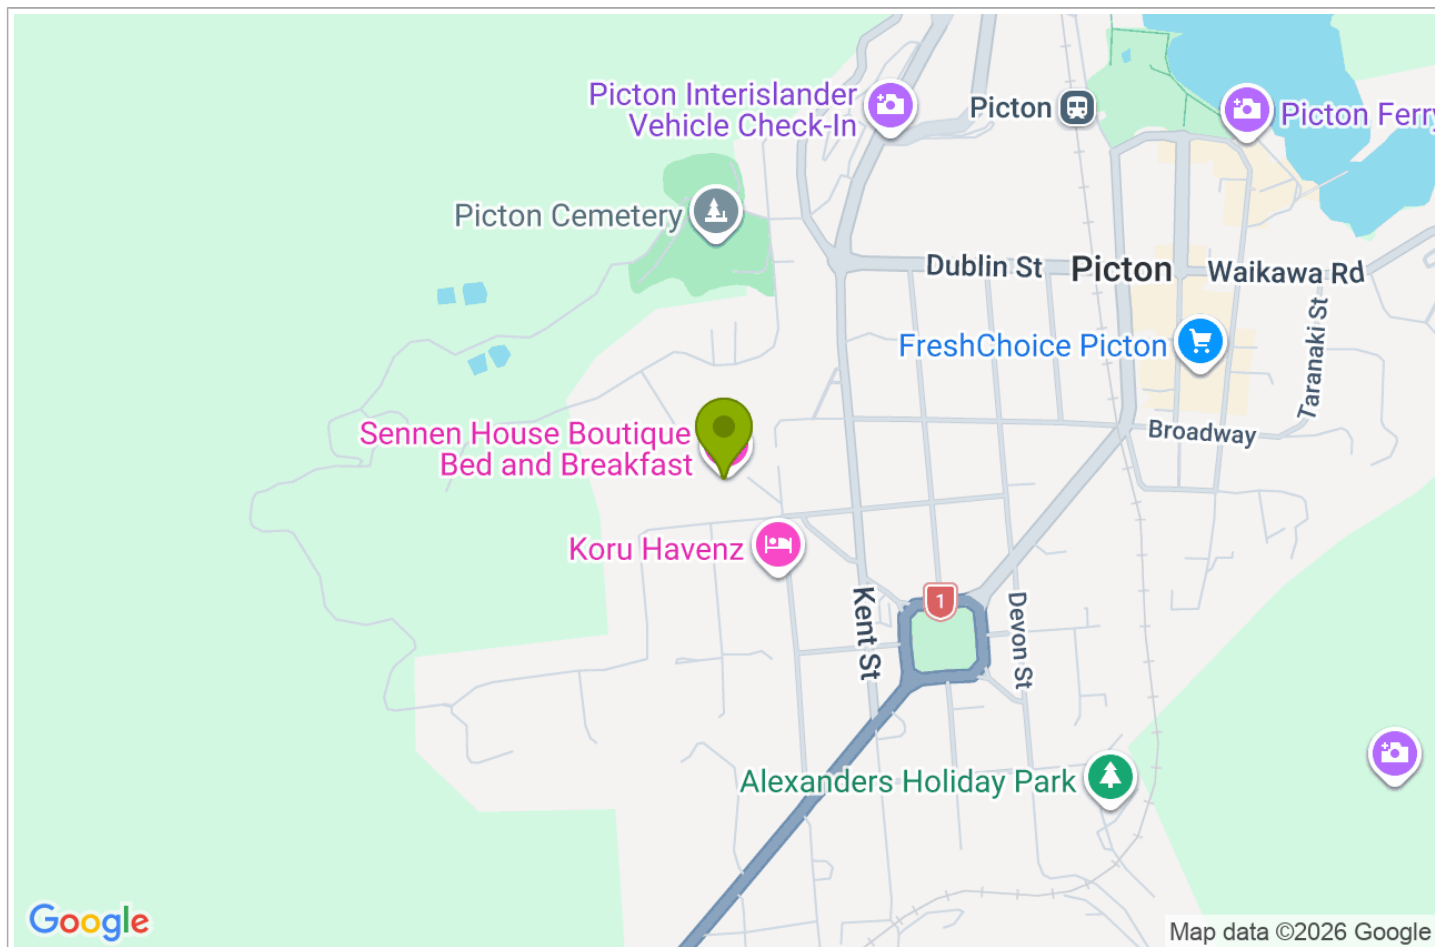 Picton Interislander
Vehicle Check-In
Picton
Picton Ferry
Picton Cemetery
Dublin St
Picton
Waikawa Rd
Taranaki St
FreshChoice Picton
Broadway
Sennen House Boutique
Bed and Breakfast
Koru Havenz
Kent St
1
Devon St
Alexanders Holiday Park
Google
Map data ©2026 Google